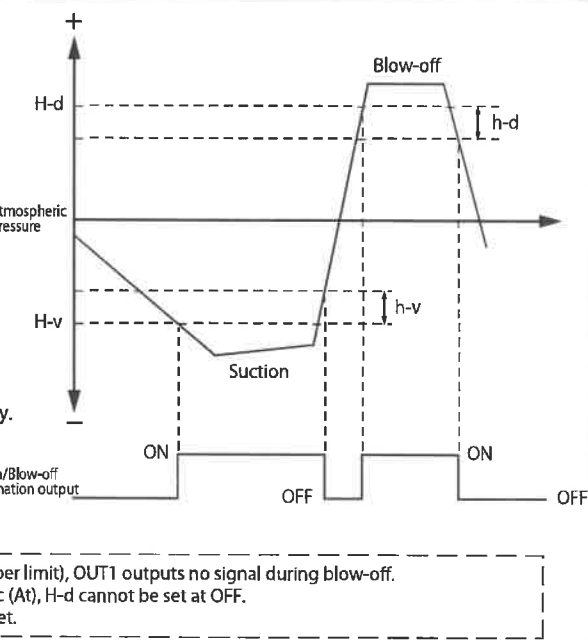 +
Blow-off
H-d
h-d
tmospheric
ressure
h-v
H-v
Suction
y.
−
ON
ON
n/Blow-off
nation output
OFF
OFF
per limit), OUT1 outputs no signal during blow-off.
c (At), H-d cannot be set at OFF.
et.